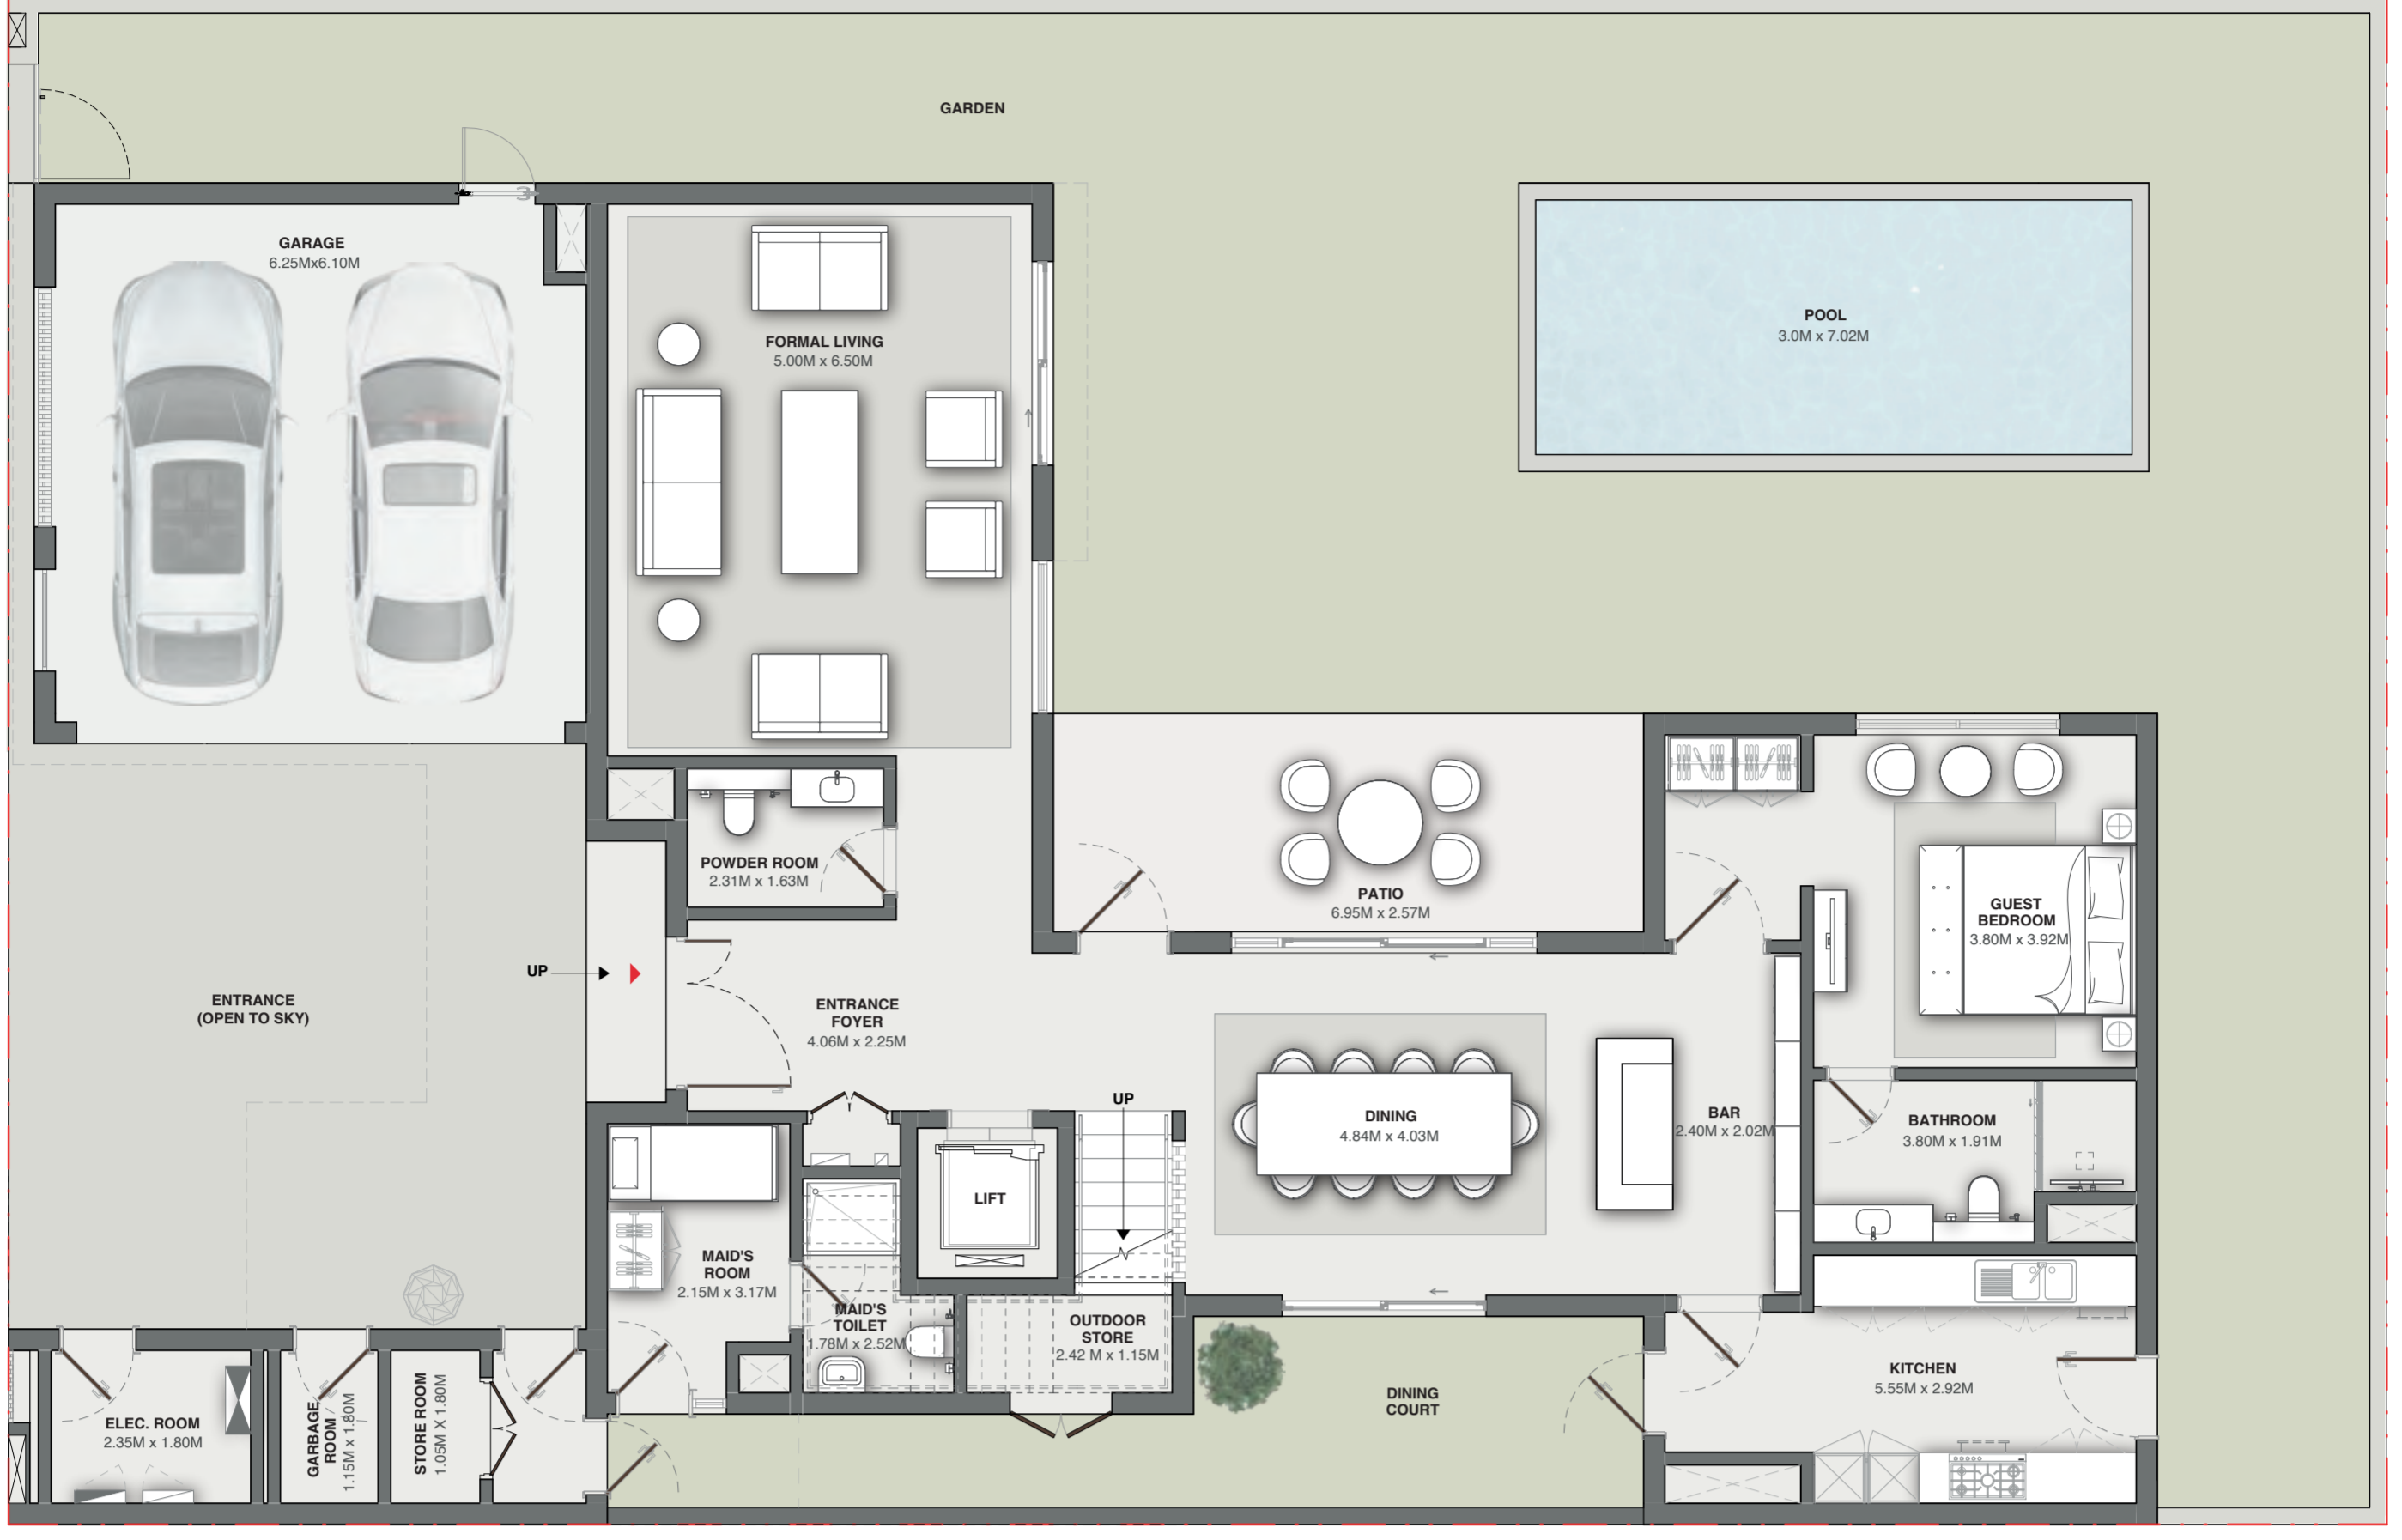 GARDEN
GARAGE
6.25Mx6.10M
FORMAL LIVING
5.00M x 6.50M
POOL
3.0M x 7.02M
POWDER ROOM
2.31M x 1.63M
PATIO
6.95M x 2.57M
GUEST
BEDROOM
3.80M x 3.92M
UP
ENTRANCE
(OPEN TO SKY)
ENTRANCE
FOYER
4.06M x 2.25M
UP
DINING
4.84M x 4.03M
BAR
2.40M x 2.02M
BATHROOM
3.80M x 1.91M
LIFT
MAID'S
ROOM
2.15M x 3.17M
MAID'S
TOILET
1.78M x 2.52M
OUTDOOR
STORE
2.42 M x 1.15M
KITCHEN
5.55M x 2.92M
DINING
COURT
ELEC. ROOM
2.35M x 1.80M
GARBAGE
ROOM
1.15M x 1.80M
STORE ROOM
1.05M X 1.80M